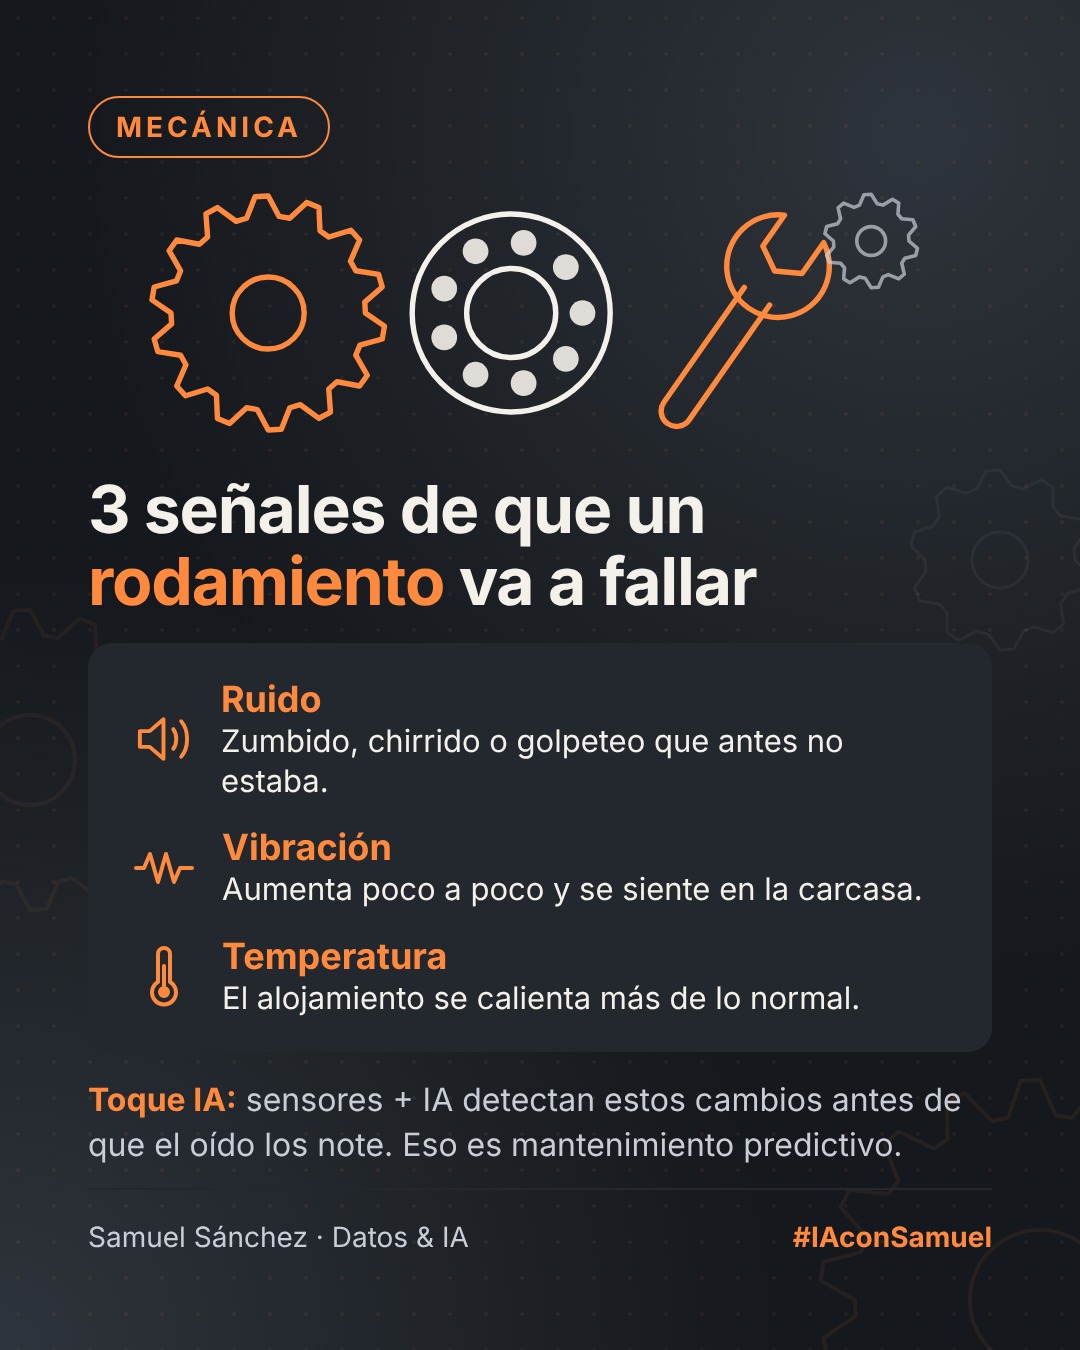 MECÁNICA
3 señales de que un
rodamiento va a fallar
Ruido
Zumbido, chirrido o golpeteo que antes no
estaba.
Vibración
Aumenta poco a poco y se siente en la carcasa.
Temperatura
El alojamiento se calienta más de lo normal.
Toque IA: sensores + IA detectan estos cambios antes de
que el oído los note. Eso es mantenimiento predictivo.
Samuel Sánchez · Datos & IA
#IAconSamuel